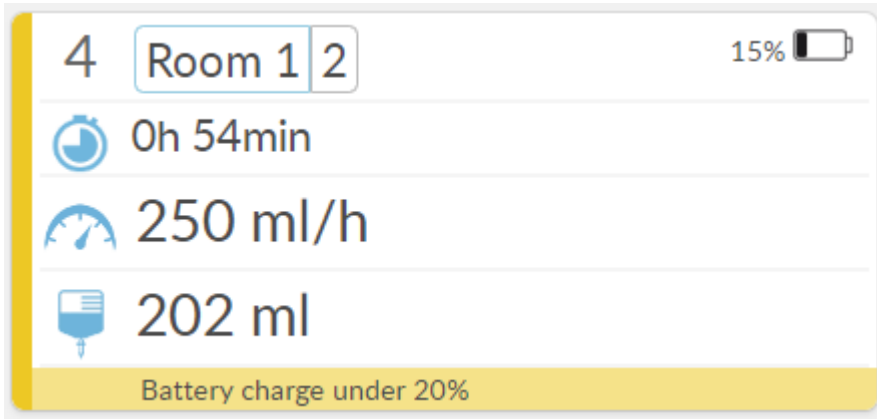 4 Room 1 2 15%
0h 54min
250 ml/h
202 ml
Battery charge under 20%